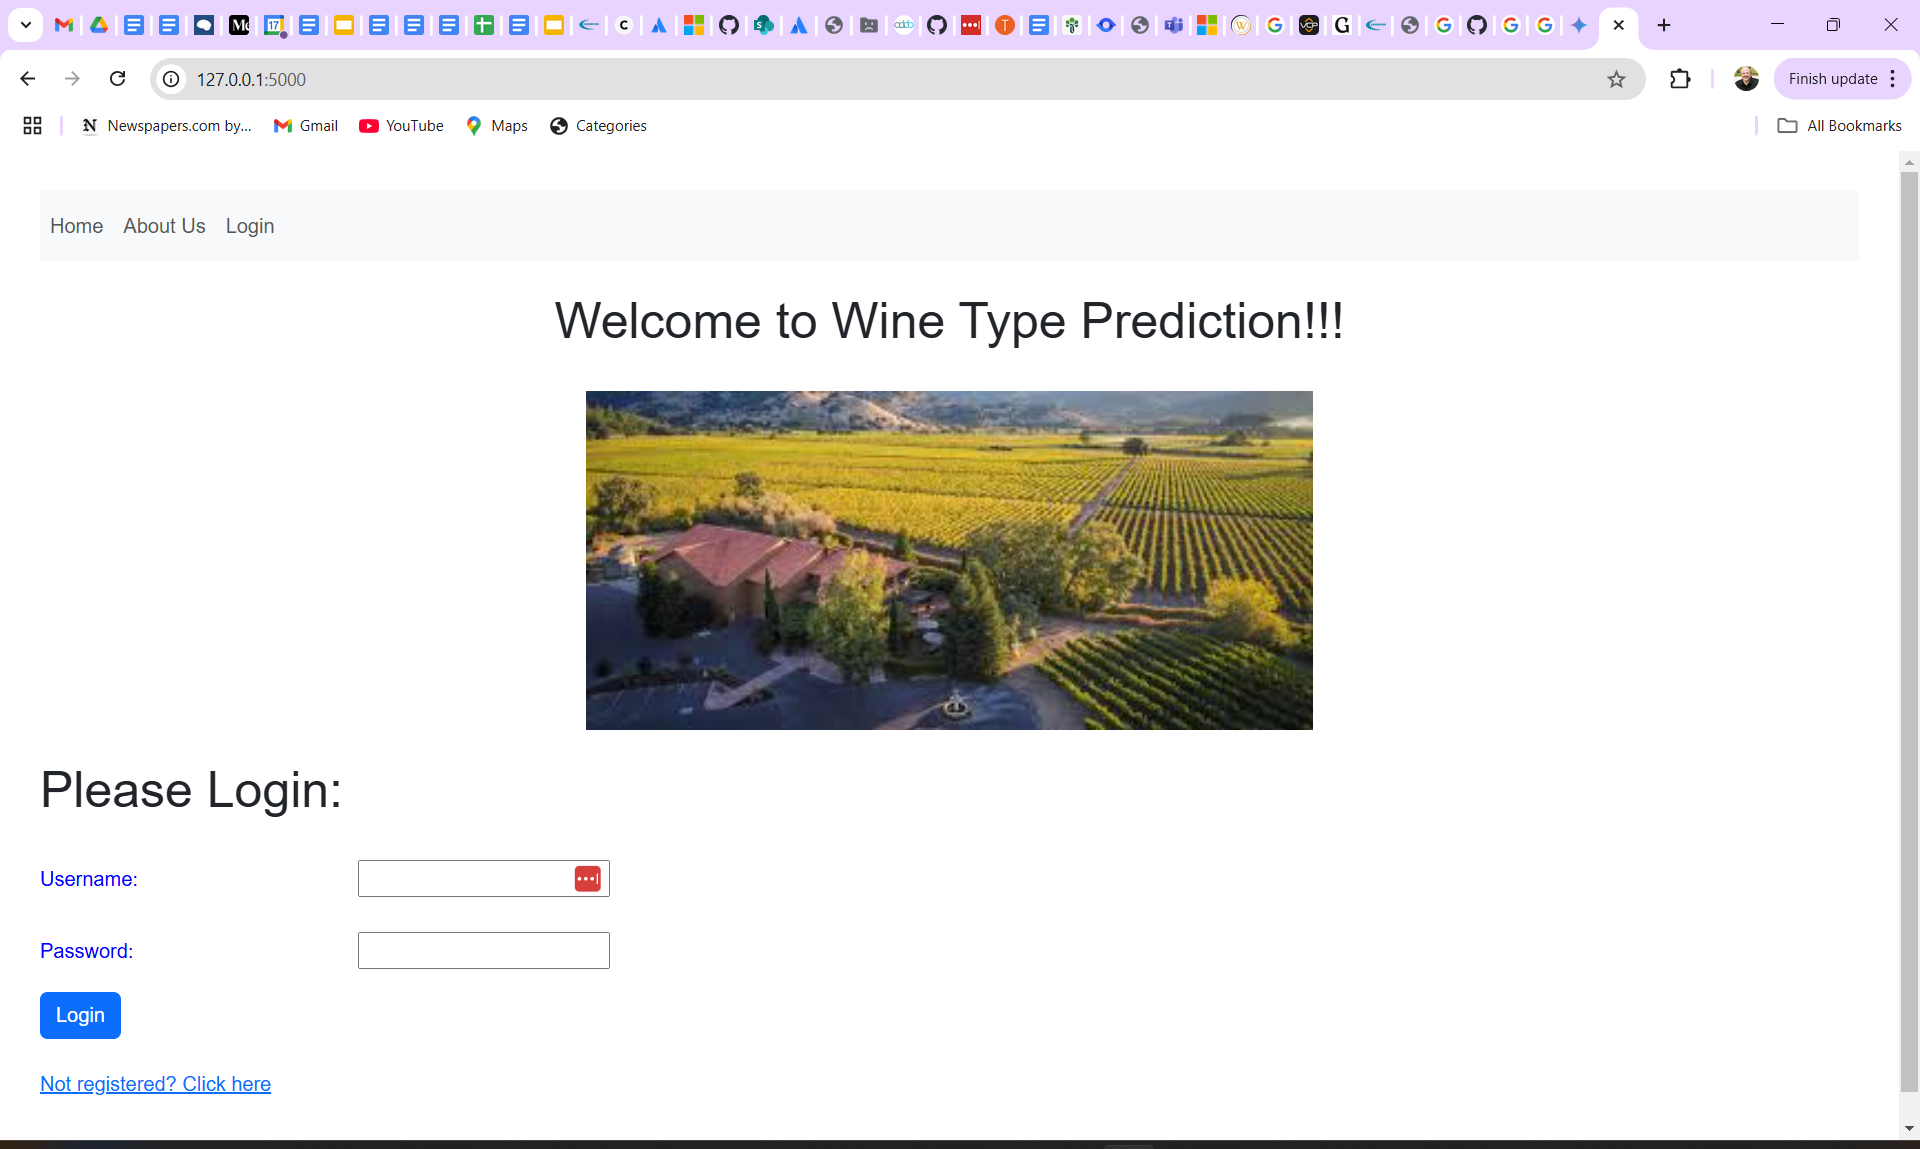 17
127.0.0.1:5000
Finish update
Newspapers.com by...
Gmail
YouTube
Maps
Categories
All Bookmarks
Home
About Us
Login
Welcome to Wine Type Prediction!!!
Please Login:
Username:
Password:
Login
Not registered? Click here